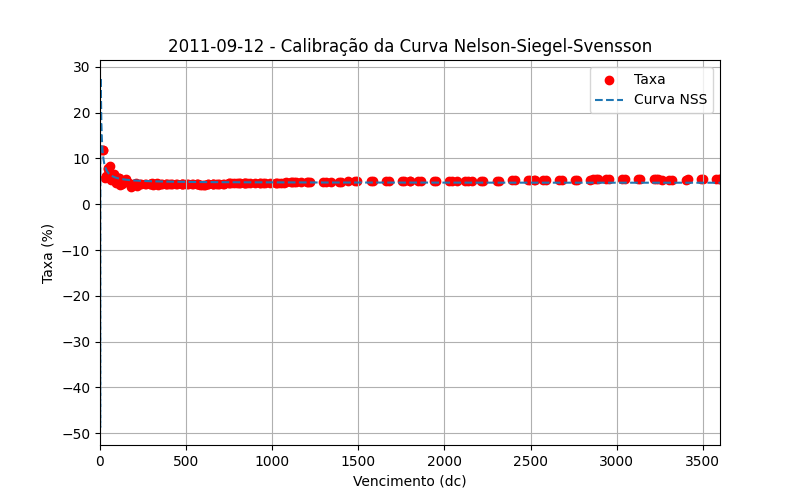 2011-09-12 - Calibração da Curva Nelson-Siegel-Svensson
Taxa
Curva NSS
Taxa (%)
30
20
10
0
−10
−20
−30
−40
−50
0 500 1000 1500 2000 2500 3000 3500
Vencimento (dc)